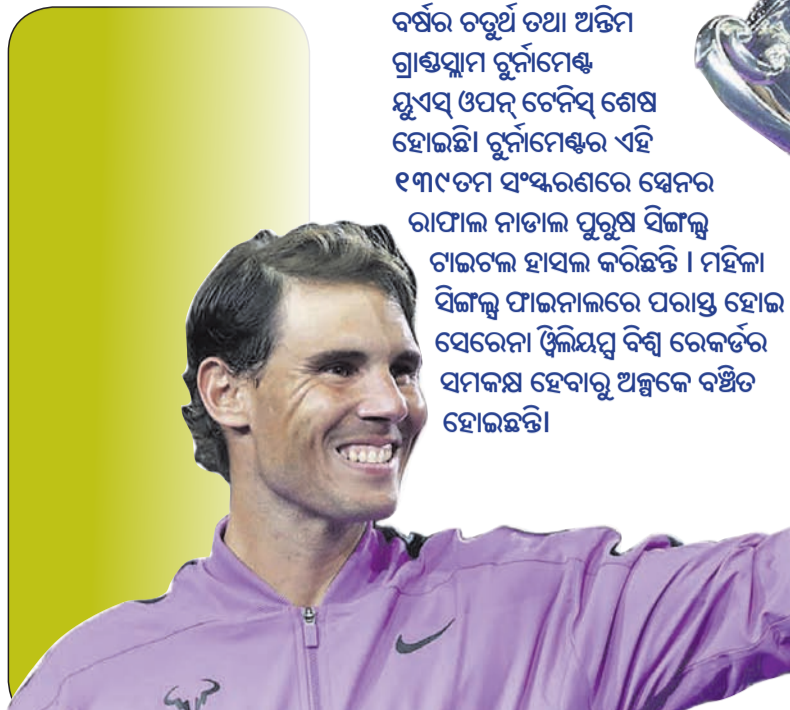 ବର୍ଷର ଚତୁର୍ଥ ତଥା ଅନ୍ତିମ
ଗ୍ରାଣ୍ଡସ୍ଲାମ ଟୁର୍ନାମେଣ୍ଟ
ୟୁଏସ୍ ଓପନ୍ ଟେନିସ୍ ଶେଷ
ହୋଇଛି। ଟୁର୍ନାମେଣ୍ଟର ଏହି
୧୩୯ତମ ସଂସ୍କରଣରେ ସ୍ପେନର
ରାଫାଲ ନାଡାଲ ପୁରୁଷ ସିଙ୍ଗଲ୍ସ
ଟାଇଟଲ ହାସଲ କରିଛନ୍ତି । ମହିଳା
ସିଙ୍ଗଲ୍ସ ଫାଇନାଲରେ ପରାସ୍ତ ହୋଇ
ସେରେନା ୱିଲିୟମ୍ସ ବିଶ୍ୱ ରେକର୍ଡର
ସମକକ୍ଷ ହେବାରୁ ଅଳ୍ପକେ ବଞ୍ଚିତ
ହୋଇଛନ୍ତି।